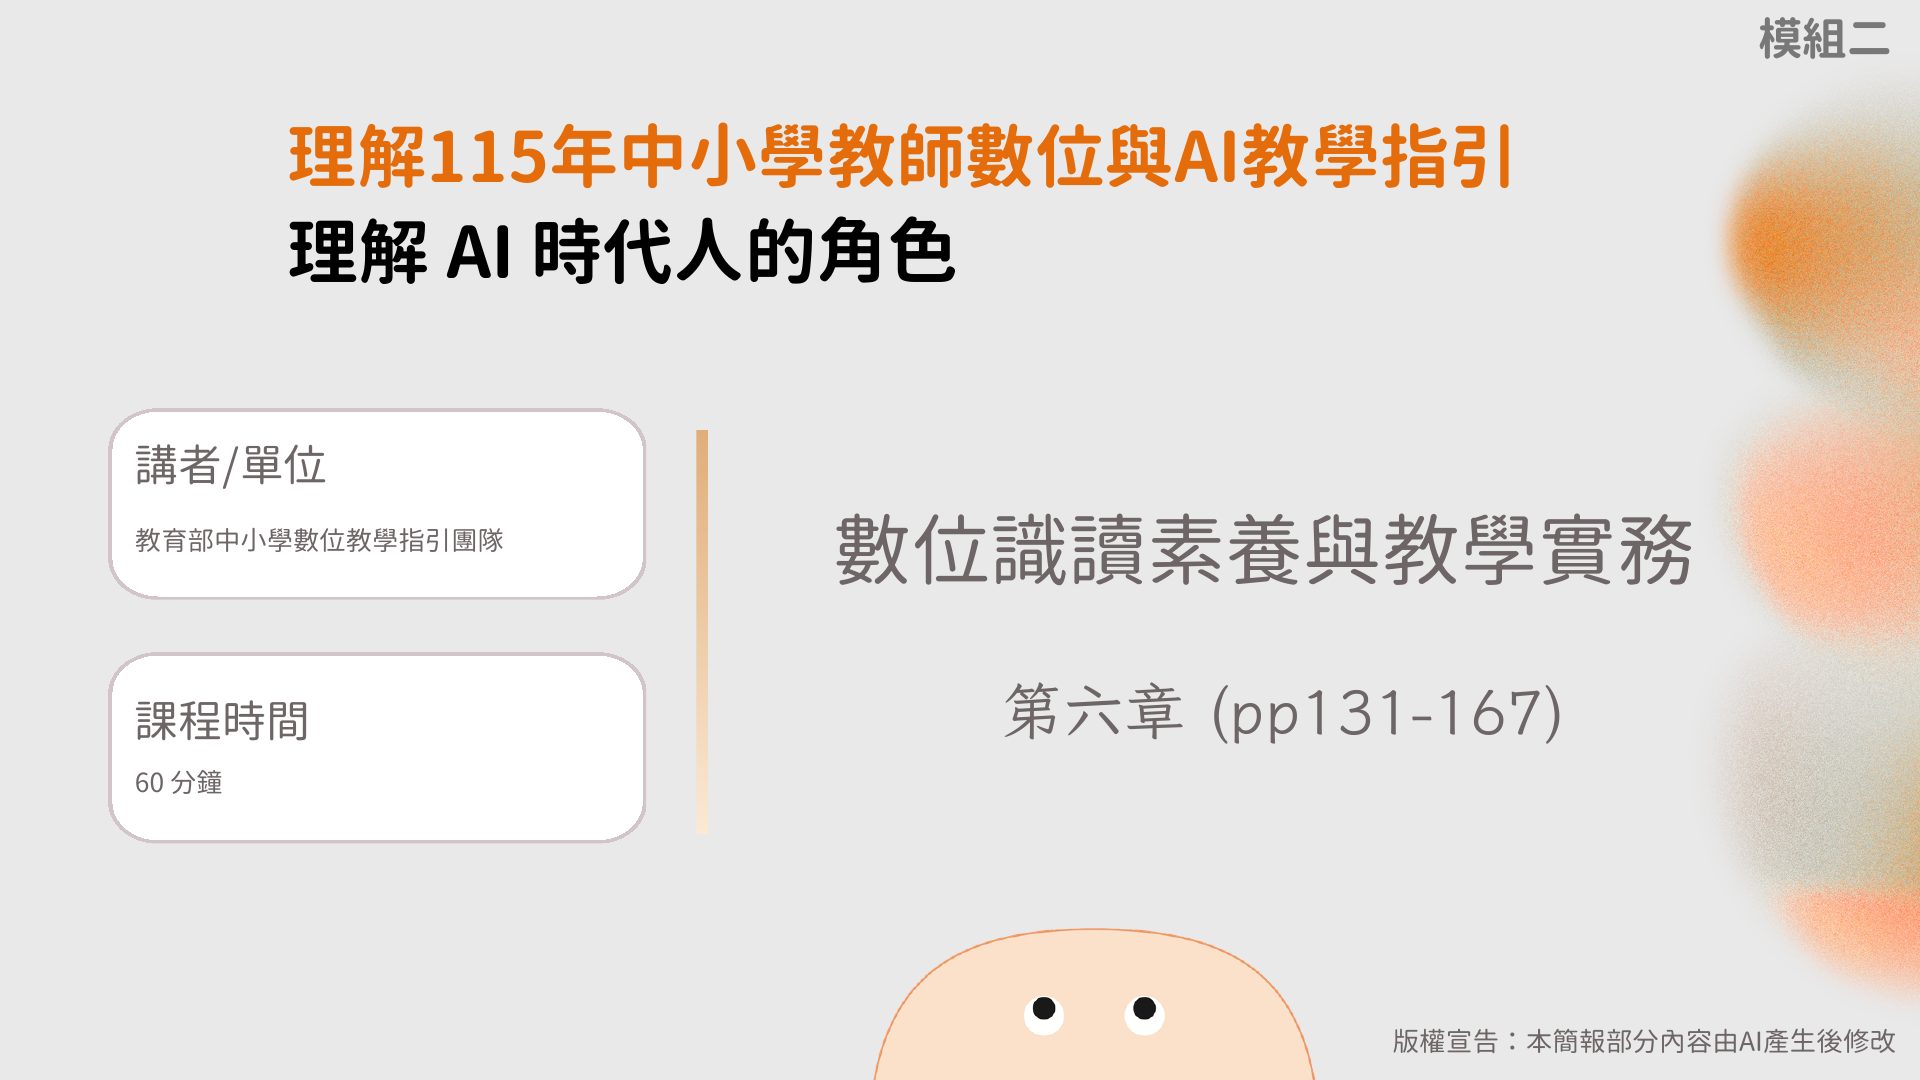 模組二
理解115年中小學教師數位與AI教學指引
理解 AI 時代人的角色
講者/單位
教育部中小學數位教學指引團隊
課程時間
60 分鐘
數位識讀素養與教學實務
第六章 (pp131-167)
版權宣告：本簡報部分內容由AI產生後修改